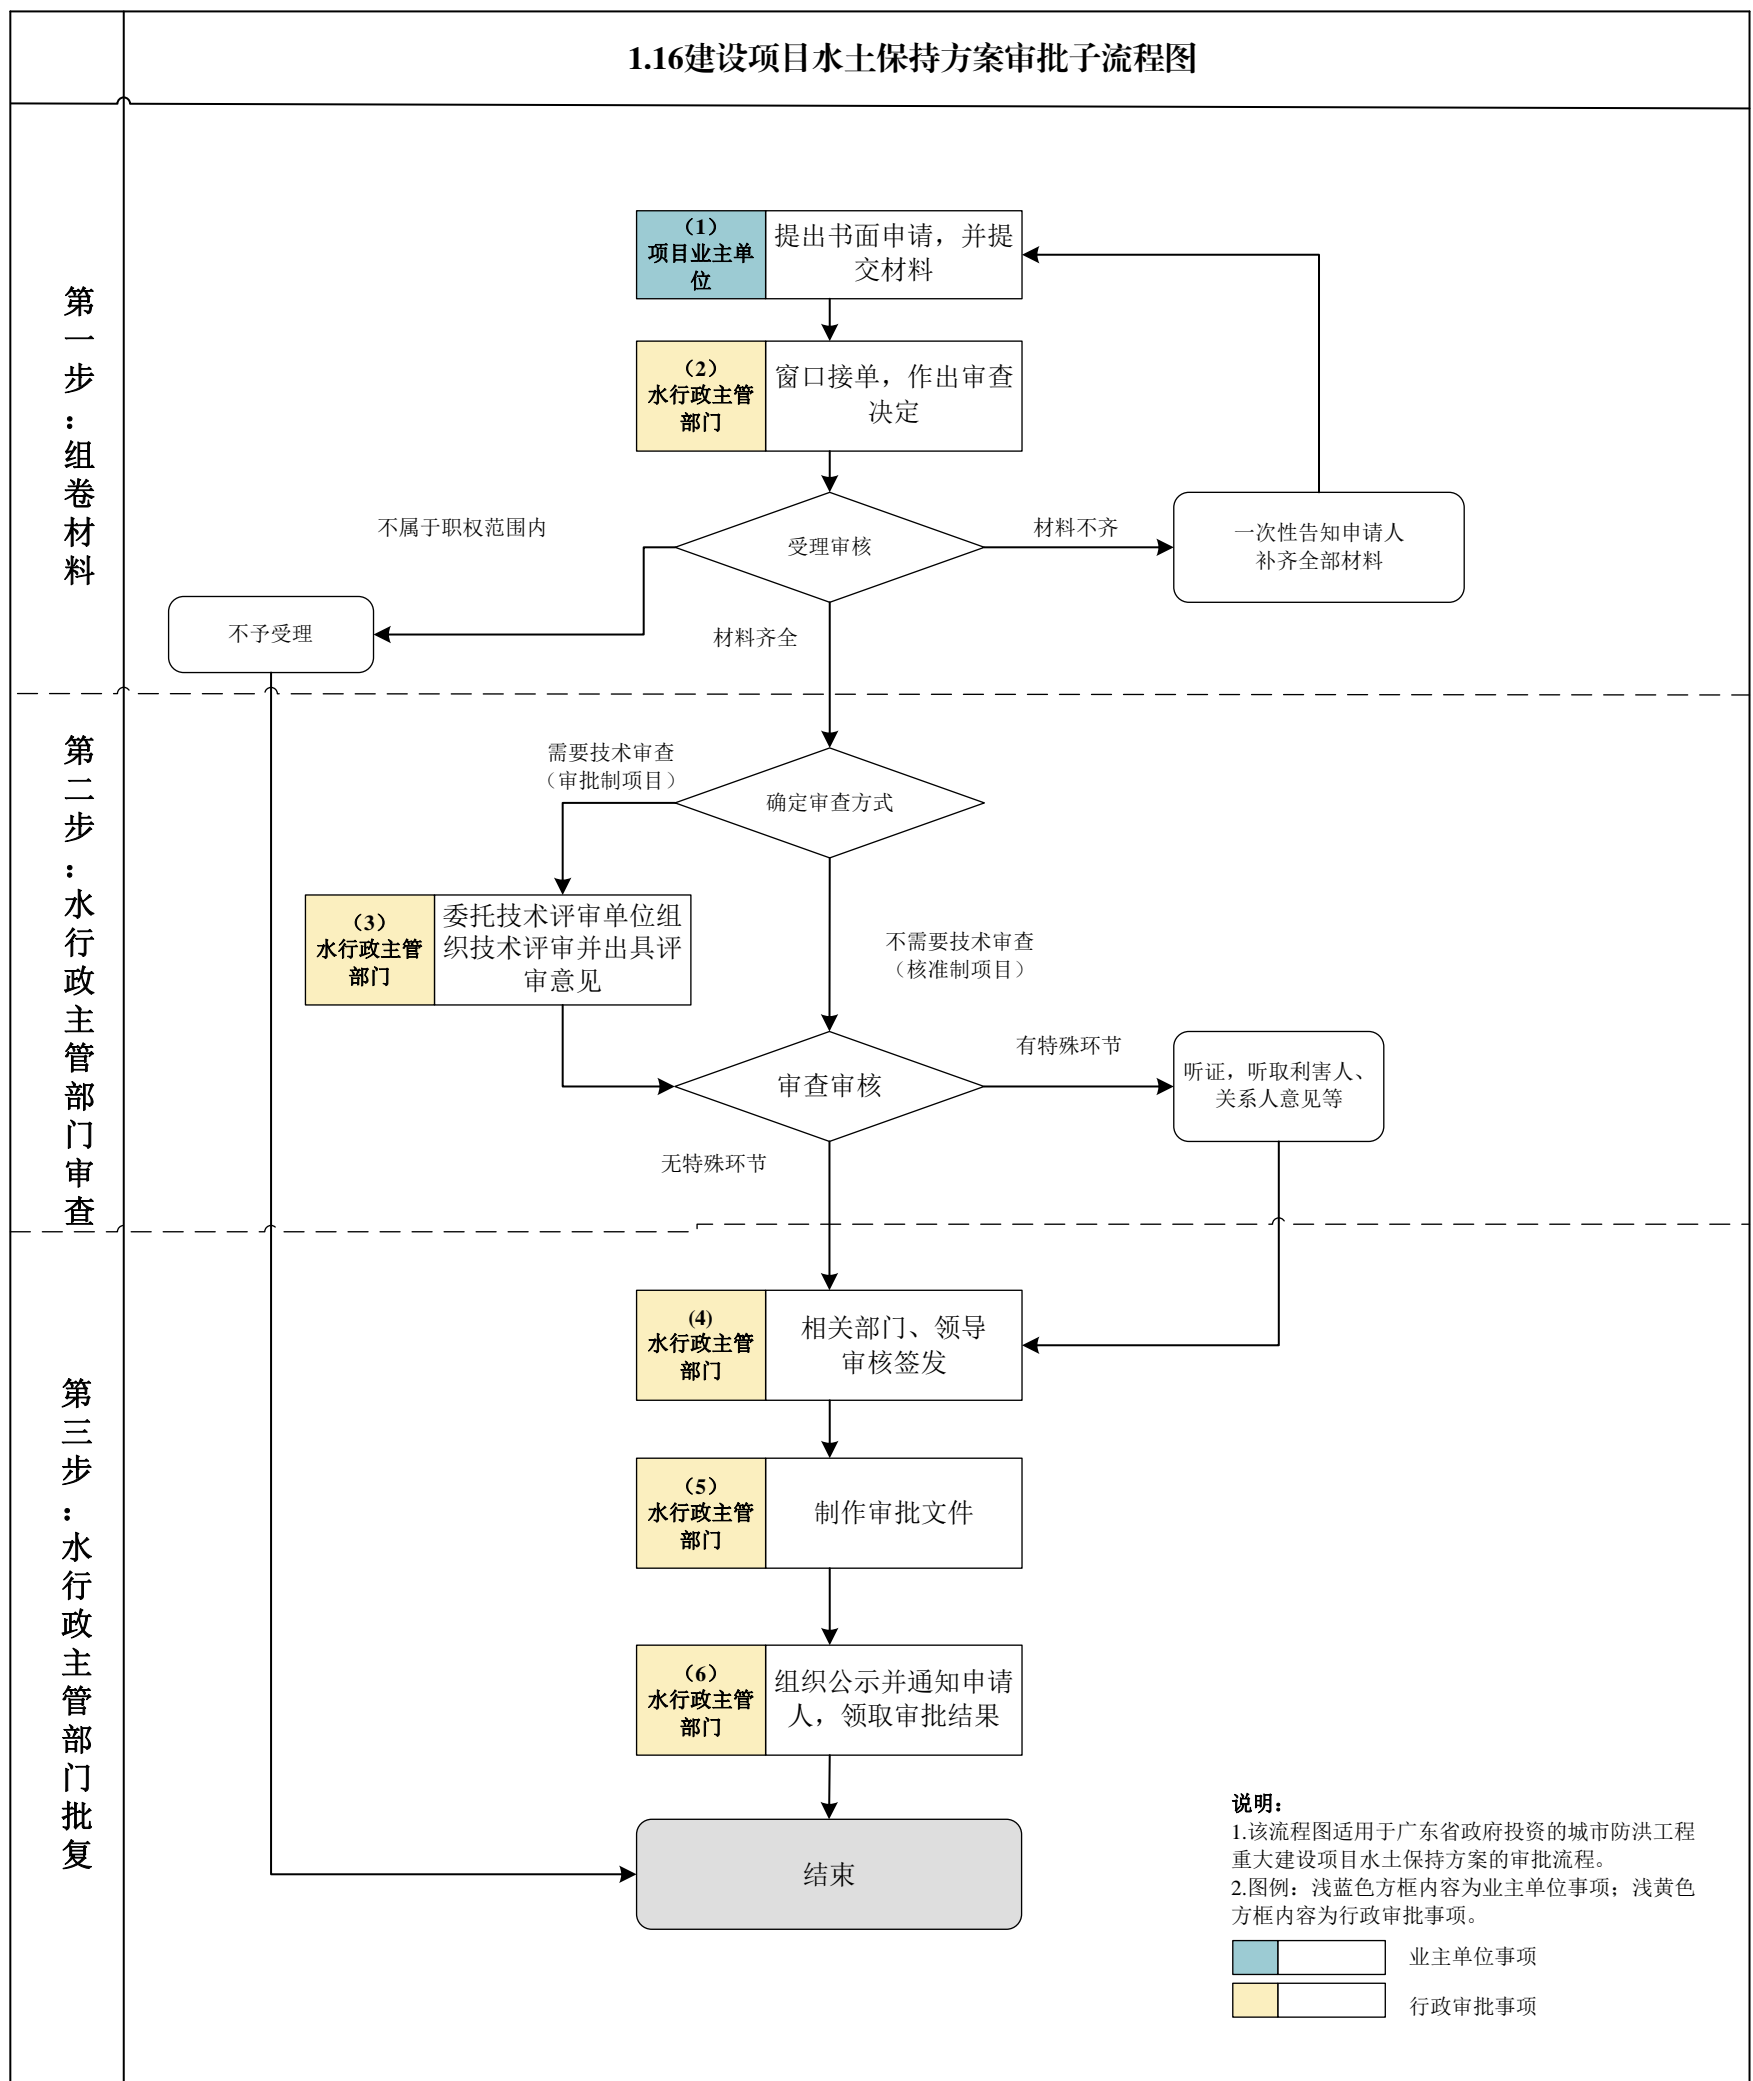 1.16建设项目水土保持方案审批子流程图
第一步：组卷材料
（1）
项目业主单
位
提出书面申请，并提
交材料
（2）
水行政主管
部门
窗口接单，作出审查
决定
不属于职权范围内
受理审核
材料不齐
一次性告知申请人
补齐全部材料
不予受理
材料齐全
第二步：水行政主管部门审查
需要技术审查
（审批制项目）
确定审查方式
（3）
水行政主管
部门
委托技术评审单位组
织技术评审并出具评
审意见
不需要技术审查
（核准制项目）
审查审核
有特殊环节
听证，听取利害人、
关系人意见等
无特殊环节
第三步：水行政主管部门批复
(4)
水行政主管
部门
相关部门、领导
审核签发
（5）
水行政主管
部门
制作审批文件
（6）
水行政主管
部门
组织公示并通知申请
人，领取审批结果
结束
说明：
1.该流程图适用于广东省政府投资的城市防洪工程
重大建设项目水土保持方案的审批流程。
2.图例：浅蓝色方框内容为业主单位事项；浅黄色
方框内容为行政审批事项。
业主单位事项
行政审批事项